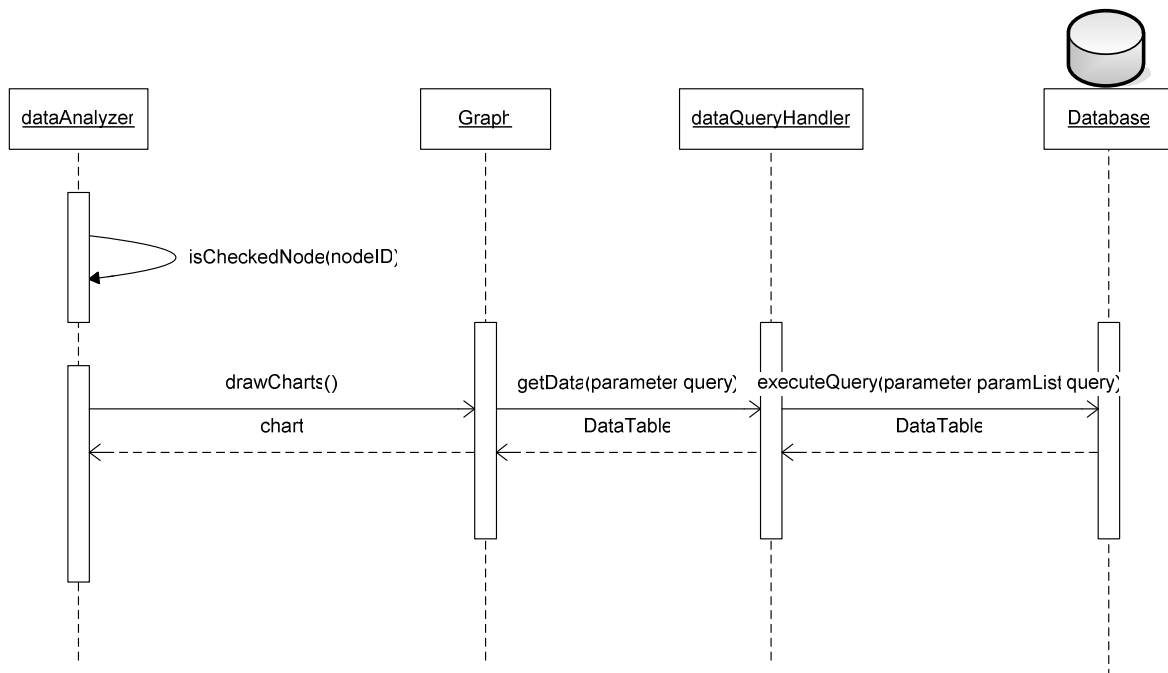 dataAnalyzer
Graph
dataQueryHandler
Database
isCheckedNode(nodeID)
drawCharts()
getData(parameter query)
executeQuery(parameter paramList query)
chart
DataTable
DataTable